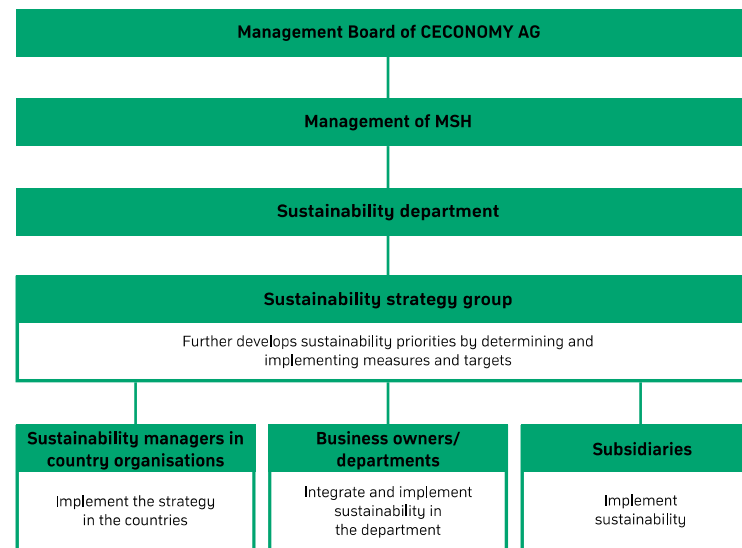 Management Board of CECONOMY AG
Management of MSH
Sustainability department
Sustainability strategy group
Further develops sustainability priorities by determining and
implementing measures and targets
Sustainability managers in
country organisations
Implement the strategy
in the countries
Business owners/
departments
Integrate and implement
sustainability in
the department
Subsidiaries
Implement
sustainability